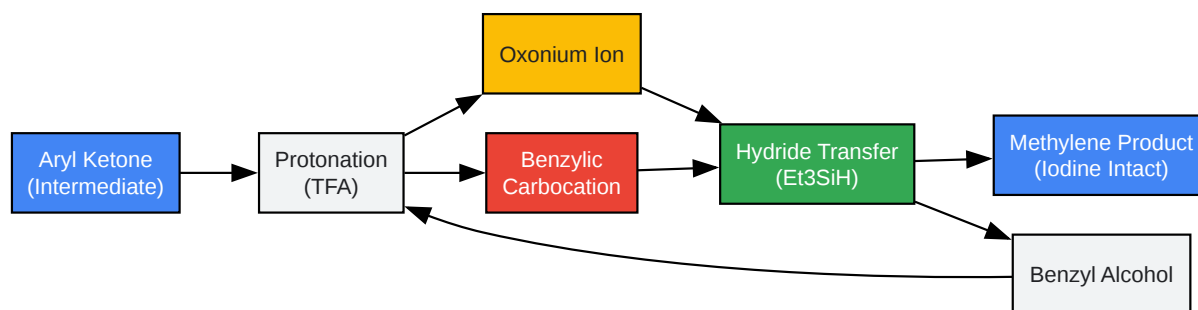 Oxonium Ion
Aryl Ketone
(Intermediate)
Protonation
(TFA)
Benzylic
Carbocation
Hydride Transfer
(Et3SiH)
Methylene Product
(Iodine Intact)
Benzyl Alcohol